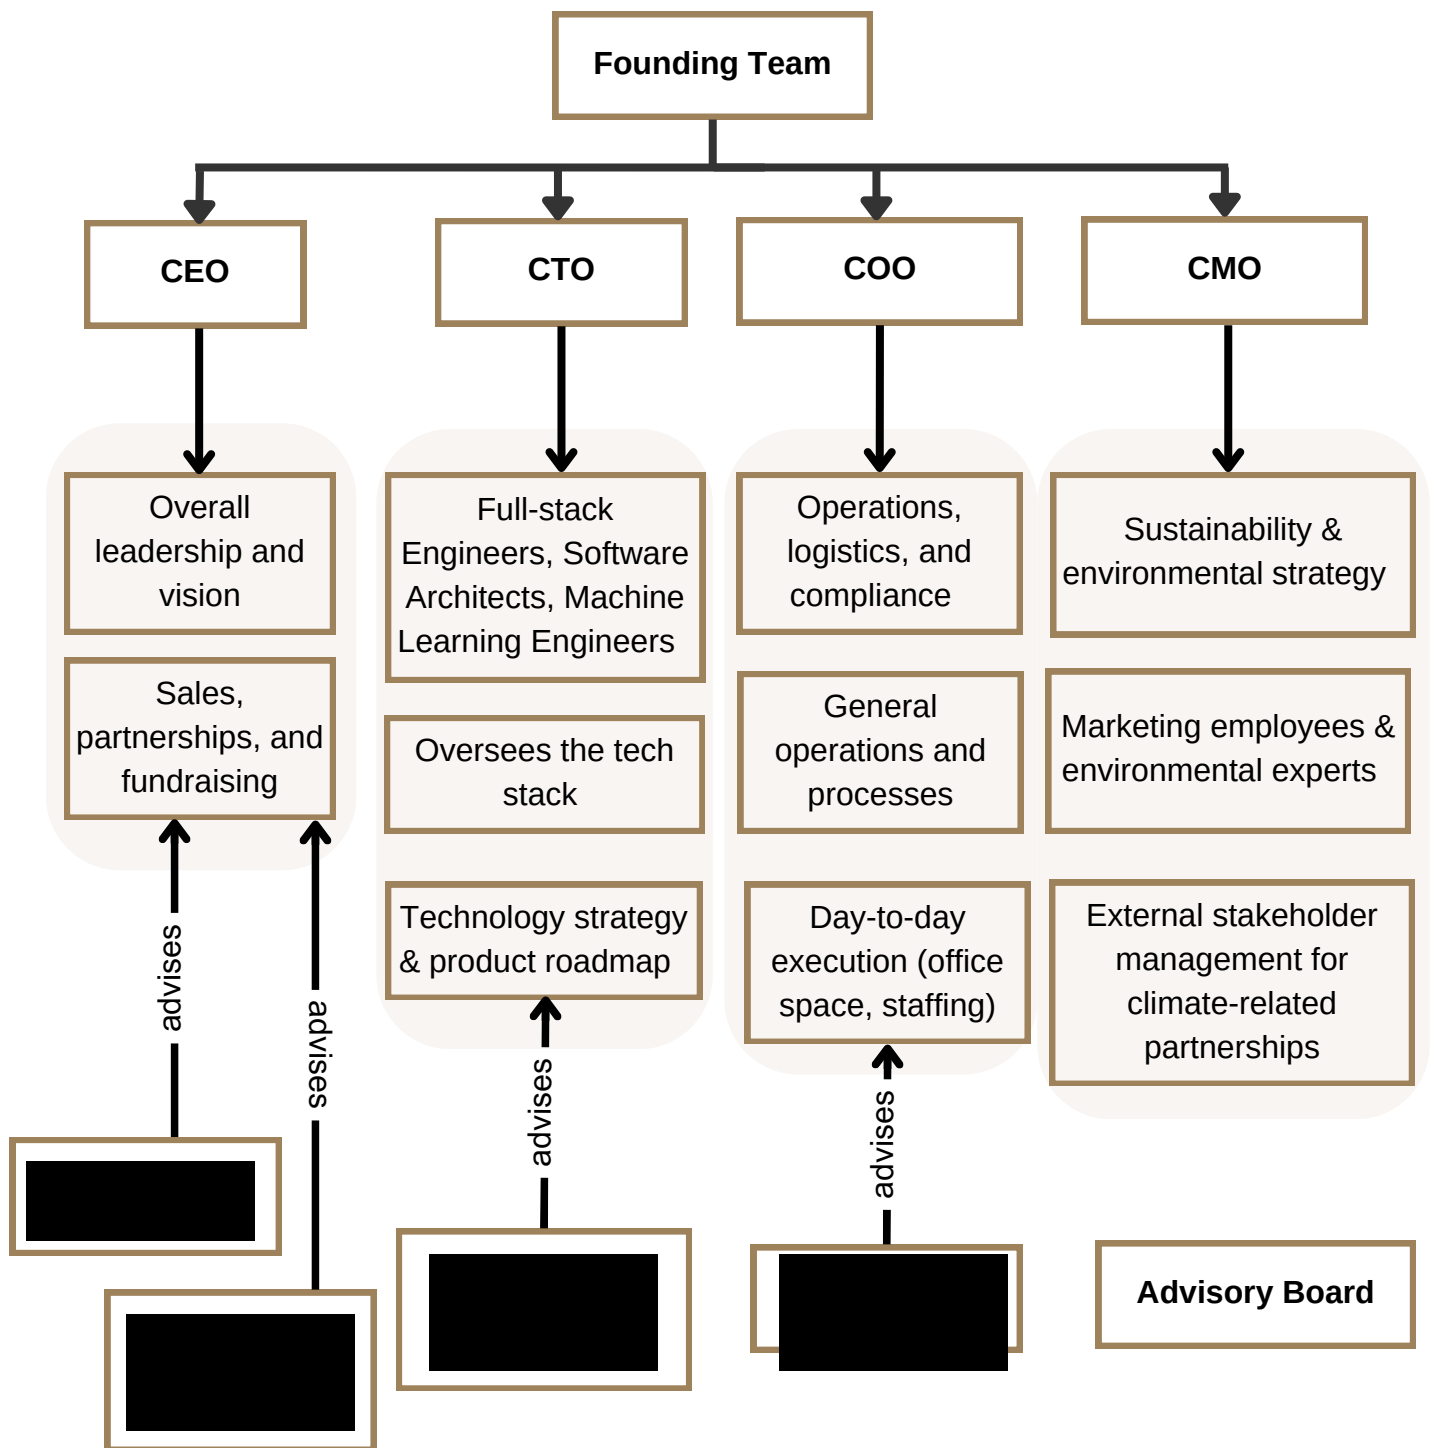 Founding Team
CEO
CTO
COO
CMO
Overall
leadership and
vision
Sales,
partnerships, and
fundraising
Full-stack
Engineers, Software
Architects, Machine
Learning Engineers
Oversees the tech
stack
Technology strategy
& product roadmap
Operations,
logistics, and
compliance
General
operations and
processes
Day-to-day
execution (office
space, staffing)
Sustainability &
environmental strategy
Marketing employees &
environmental experts
External stakeholder
management for
climate-related
partnerships
advises
advises
advises
advises
Advisory Board